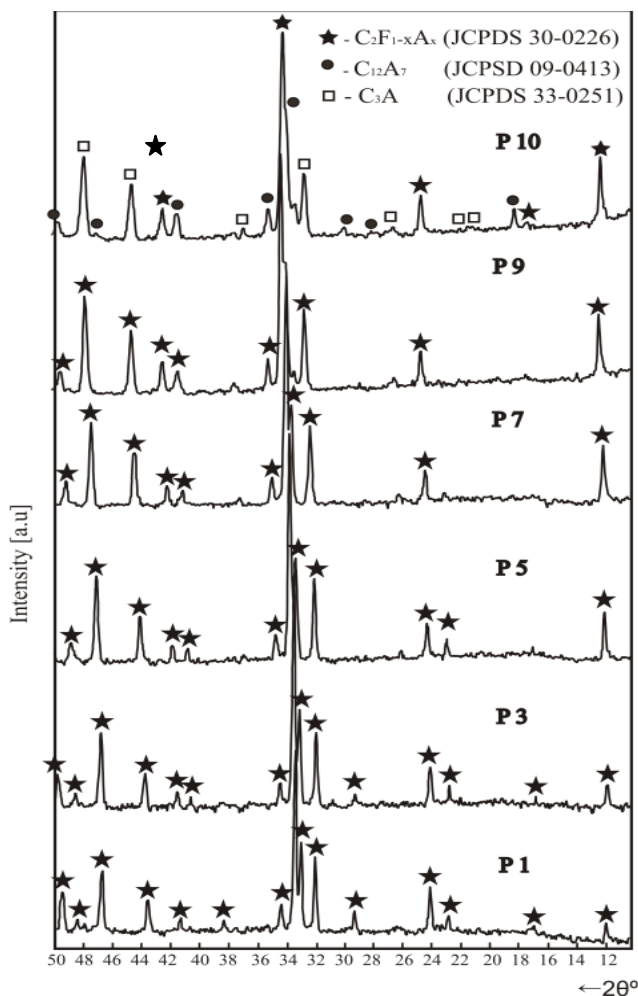 ★ - C₂F₁-ₓAₓ (JCPDS 30-0226)
● - C₁₂A₇ (JCPSD 09-0413)
□ - C₃A (JCPDS 33-0251)
P 10
P 9
P 7
P 5
P 3
P 1
Intensity [a.u]
50 48 46 44 42 40 38 36 34 32 30 28 26 24 22 20 18 16 14 12
←2θº